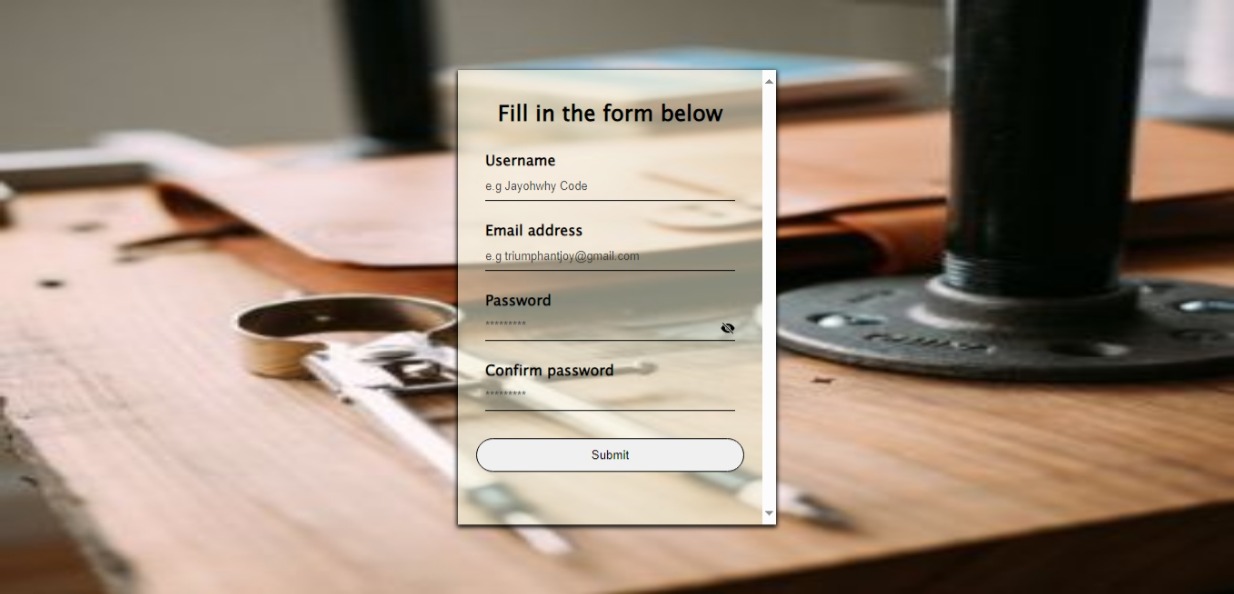 Fill in the form below
Username
e.g Jayohwhy Code
Email address
e.g triumphantjoy@gmail.com
Password
*********
Confirm password
*********
Submit